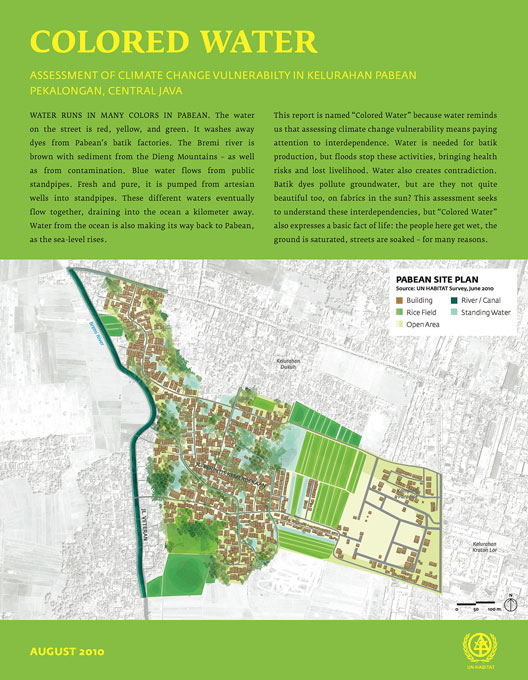 COLORED WATER
ASSESSMENT OF CLIMATE CHANGE VULNERABILTY IN KELURAHAN PABEAN
PEKALONGAN, CENTRAL JAVA
WATER RUNS IN MANY COLORS IN PABEAN. The water
on the street is red, yellow, and green. It washes away
dyes from Pabean's batik factories. The Bremi river is
brown with sediment from the Dieng Mountains – as well
as from contamination. Blue water flows from public
standpipes. Fresh and pure, it is pumped from artesian
wells into standpipes. These different waters eventually
flow together, draining into the ocean a kilometer away.
Water from the ocean is also making its way back to Pabean,
as the sea-level rises.
This report is named "Colored Water" because water reminds
us that assessing climate change vulnerability means paying
attention to interdependence. Water is needed for batik
production, but floods stop these activities, bringing health
risks and lost livelihood. Water also creates contradiction.
Batik dyes pollute groundwater, but are they not quite
beautiful too, on fabrics in the sun? This assessment seeks
to understand these interdependencies, but "Colored Water"
also expresses a basic fact of life: the people here get wet, the
ground is saturated, streets are soaked – for many reasons.
PABEAN SITE PLAN
Source: UN HABITAT Survey, June 2010
Building
River / Canal
Rice Field
Standing Water
Open Area
Bremi River
Kelurahan
Dukuh
JL. VETERAN
Kelurahan
Kraton Lor
N
0 50 100 m
AUGUST 2010
UN-HABITAT